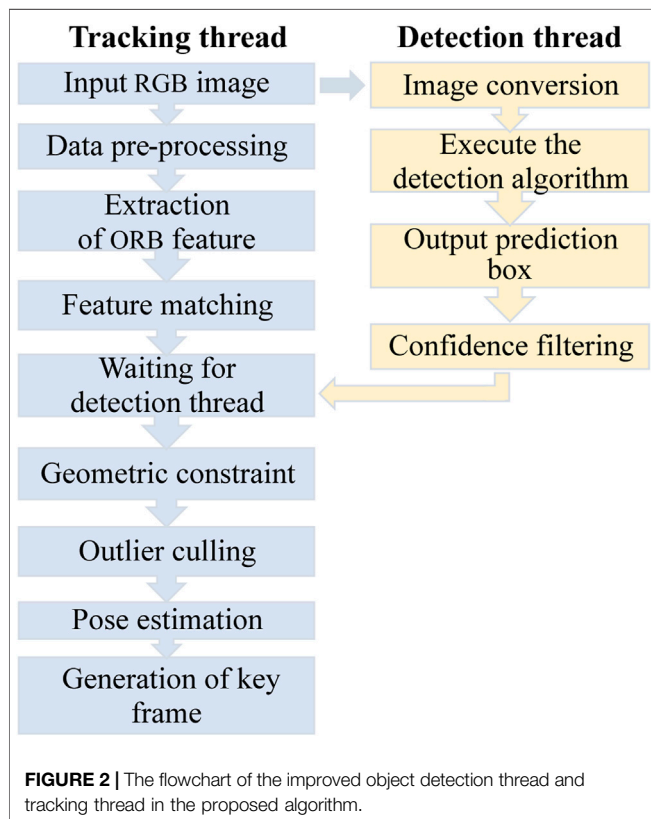 Tracking thread
Input RGB image
Data pre-processing
Extraction
of ORB feature
Feature matching
Waiting for
detection thread
Geometric constraint
Outlier culling
Pose estimation
Generation of key
frame
Detection thread
Image conversion
Execute the
detection algorithm
Output prediction
box
Confidence filtering
FIGURE 2 | The flowchart of the improved object detection thread and
tracking thread in the proposed algorithm.